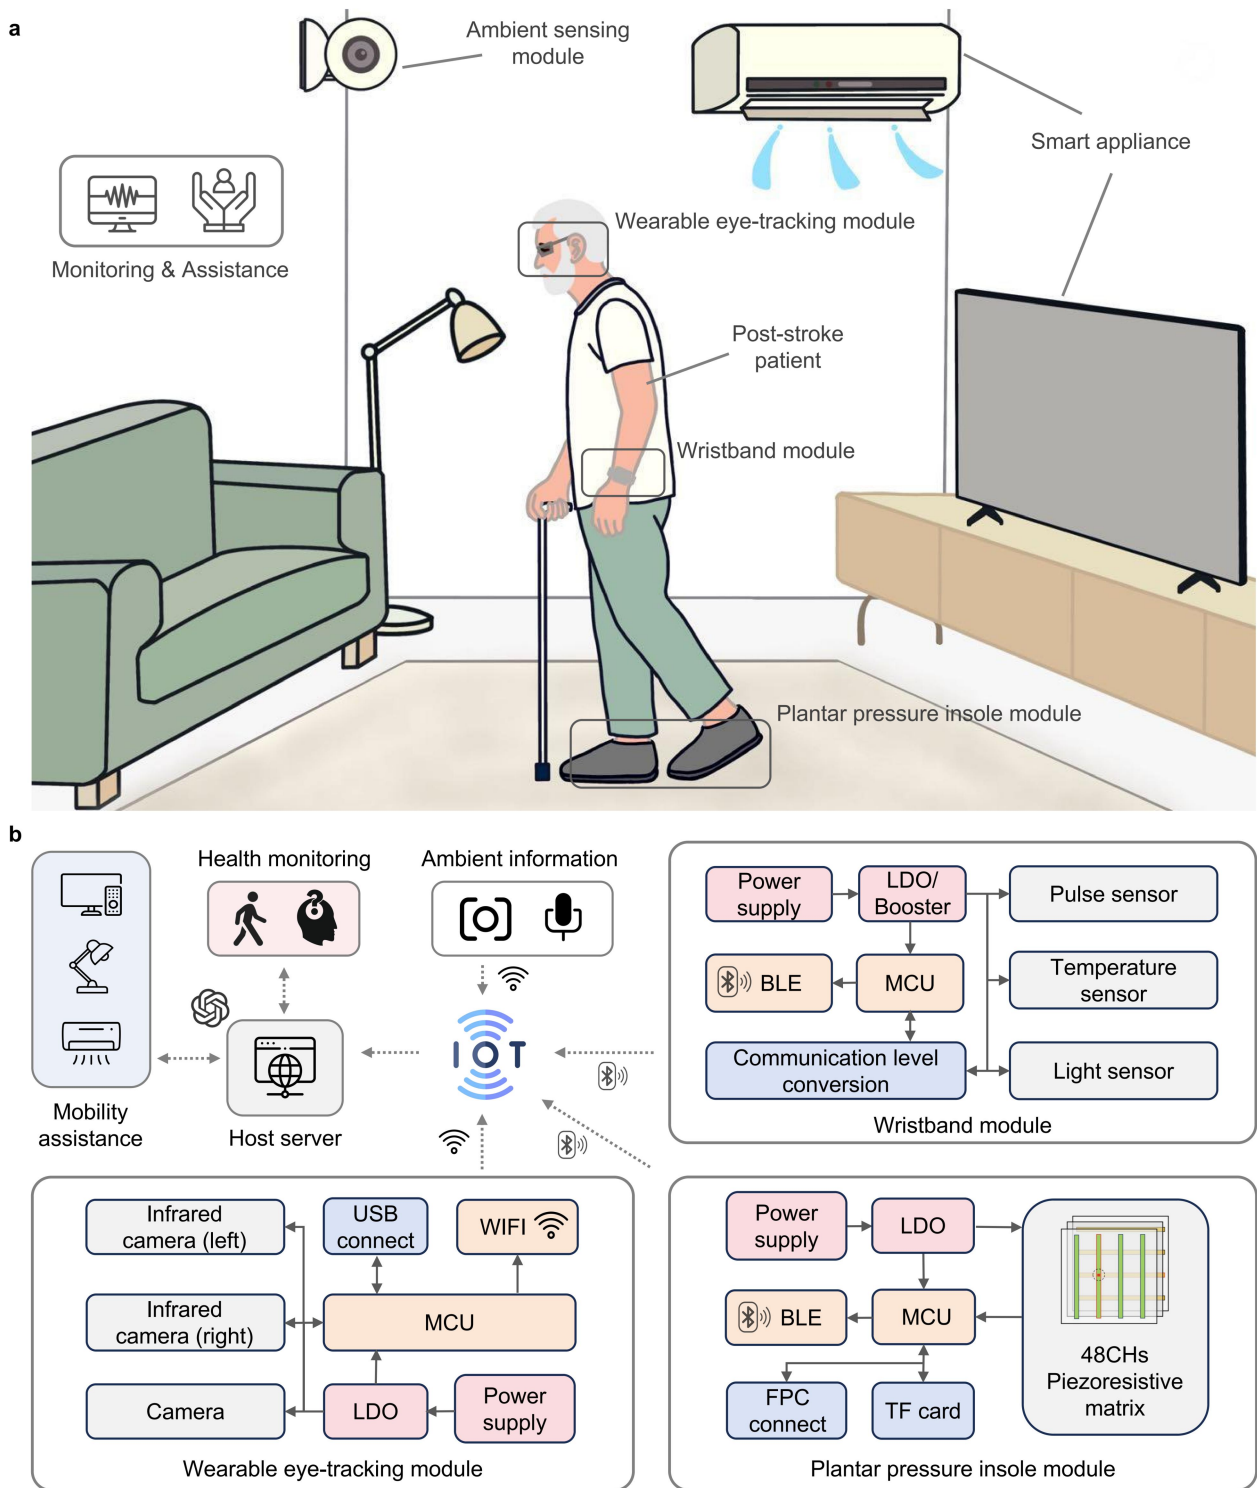 a
Ambient sensing
module
Smart appliance
Monitoring & Assistance
Wearable eye-tracking module
Post-stroke
patient
Wristband module
Plantar pressure insole module
b
Health monitoring
?
Ambient information
Mobility
assistance
Host server
IOT
Power
supply
LDO/
Booster
Pulse sensor
BLE
MCU
Temperature
sensor
Communication level
conversion
Light sensor
Wristband module
Infrared
camera (left)
USB
connect
WIFI
Infrared
camera (right)
MCU
Camera
LDO
Power
supply
Wearable eye-tracking module
Power
supply
LDO
BLE
MCU
48CHs
Piezoresistive
matrix
FPC
connect
TF card
Plantar pressure insole module